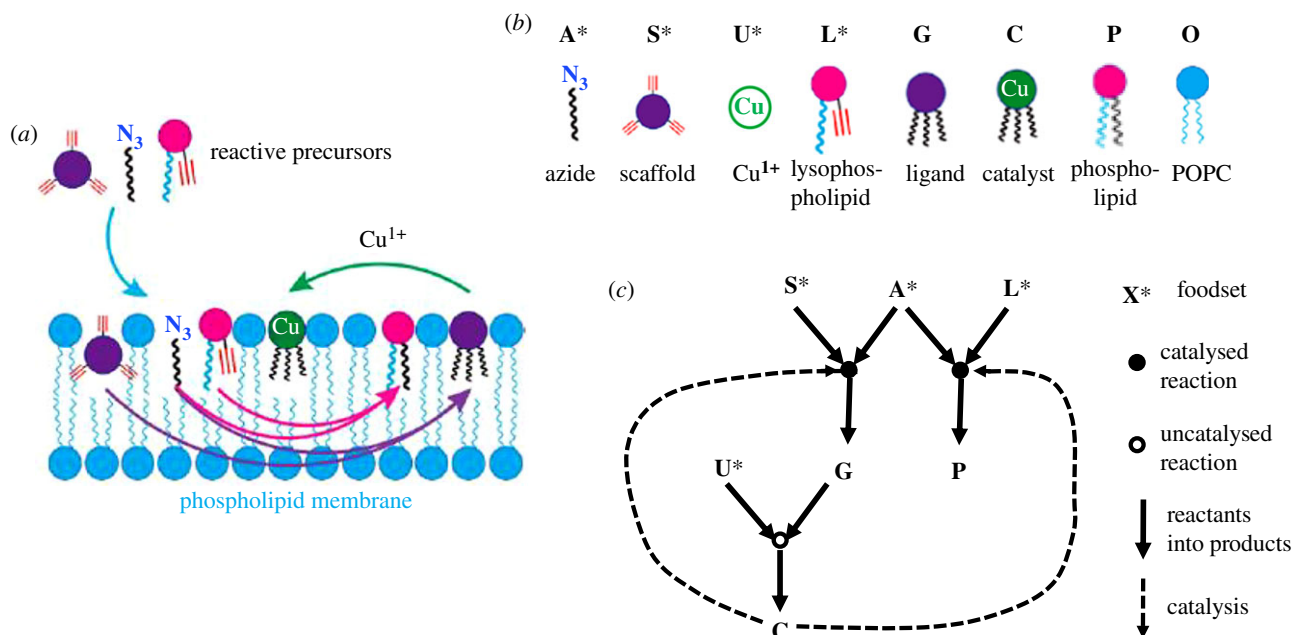 (a)
N3
reactive precursors
Cu1+
N3
Cu
phospholipid membrane
(b)
A* S* U* L* G C P O
N3
Cu
Cu
azide scaffold Cu1+ lysophos-
pholipid
ligand catalyst phospho-
lipid
POPC
(c)
S* A* L*
U* G P
C
X* foodset
catalysed
reaction
uncatalysed
reaction
reactants
into products
catalysis